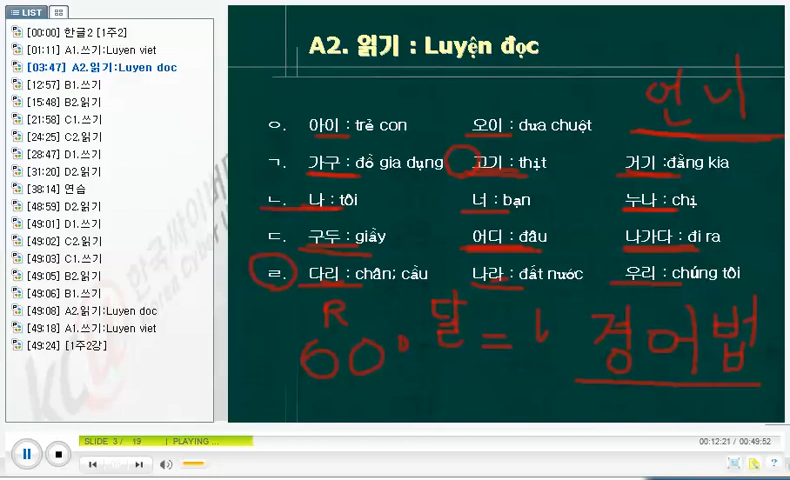 LIST
[00:00] 한글2 [1주2]
[01:11] A1.쓰기:Luyen viet
[03:47] A2.읽기:Luyen doc
[12:57] B1.쓰기
[15:48] B2.읽기
[21:58] C1.쓰기
[24:25] C2.읽기
[28:47] D1.쓰기
[31:20] D2.읽기
[38:14] 연습
[48:59] D2.읽기
[49:01] D1.쓰기
[49:02] C2.읽기
[49:03] C1.쓰기
[49:05] B2.읽기
[49:06] B1.쓰기
[49:08] A2.읽기:Luyen doc
[49:18] A1.쓰기:Luyen viet
[49:24] [1주2강]
A2. 읽기 : Luyện đọc
언니
ㅇ. 아이 : trẻ con 오이 : dưa chuột
ㄱ. 가구 : đồ gia dụng 고기 : thịt 거기 :đằng kia
ㄴ. 나 : tôi 너 : bạn 누나 : chị
ㄷ. 구두 : giầy 어디 : đâu 나가다 : đi ra
ㄹ. 다리 : chân; cầu 나라 : đất nước 우리 : chúng tôi
R 달 = l
경어법
SLIDE 3 / 19 | PLAYING ... 00:12:21 | 00:49:52